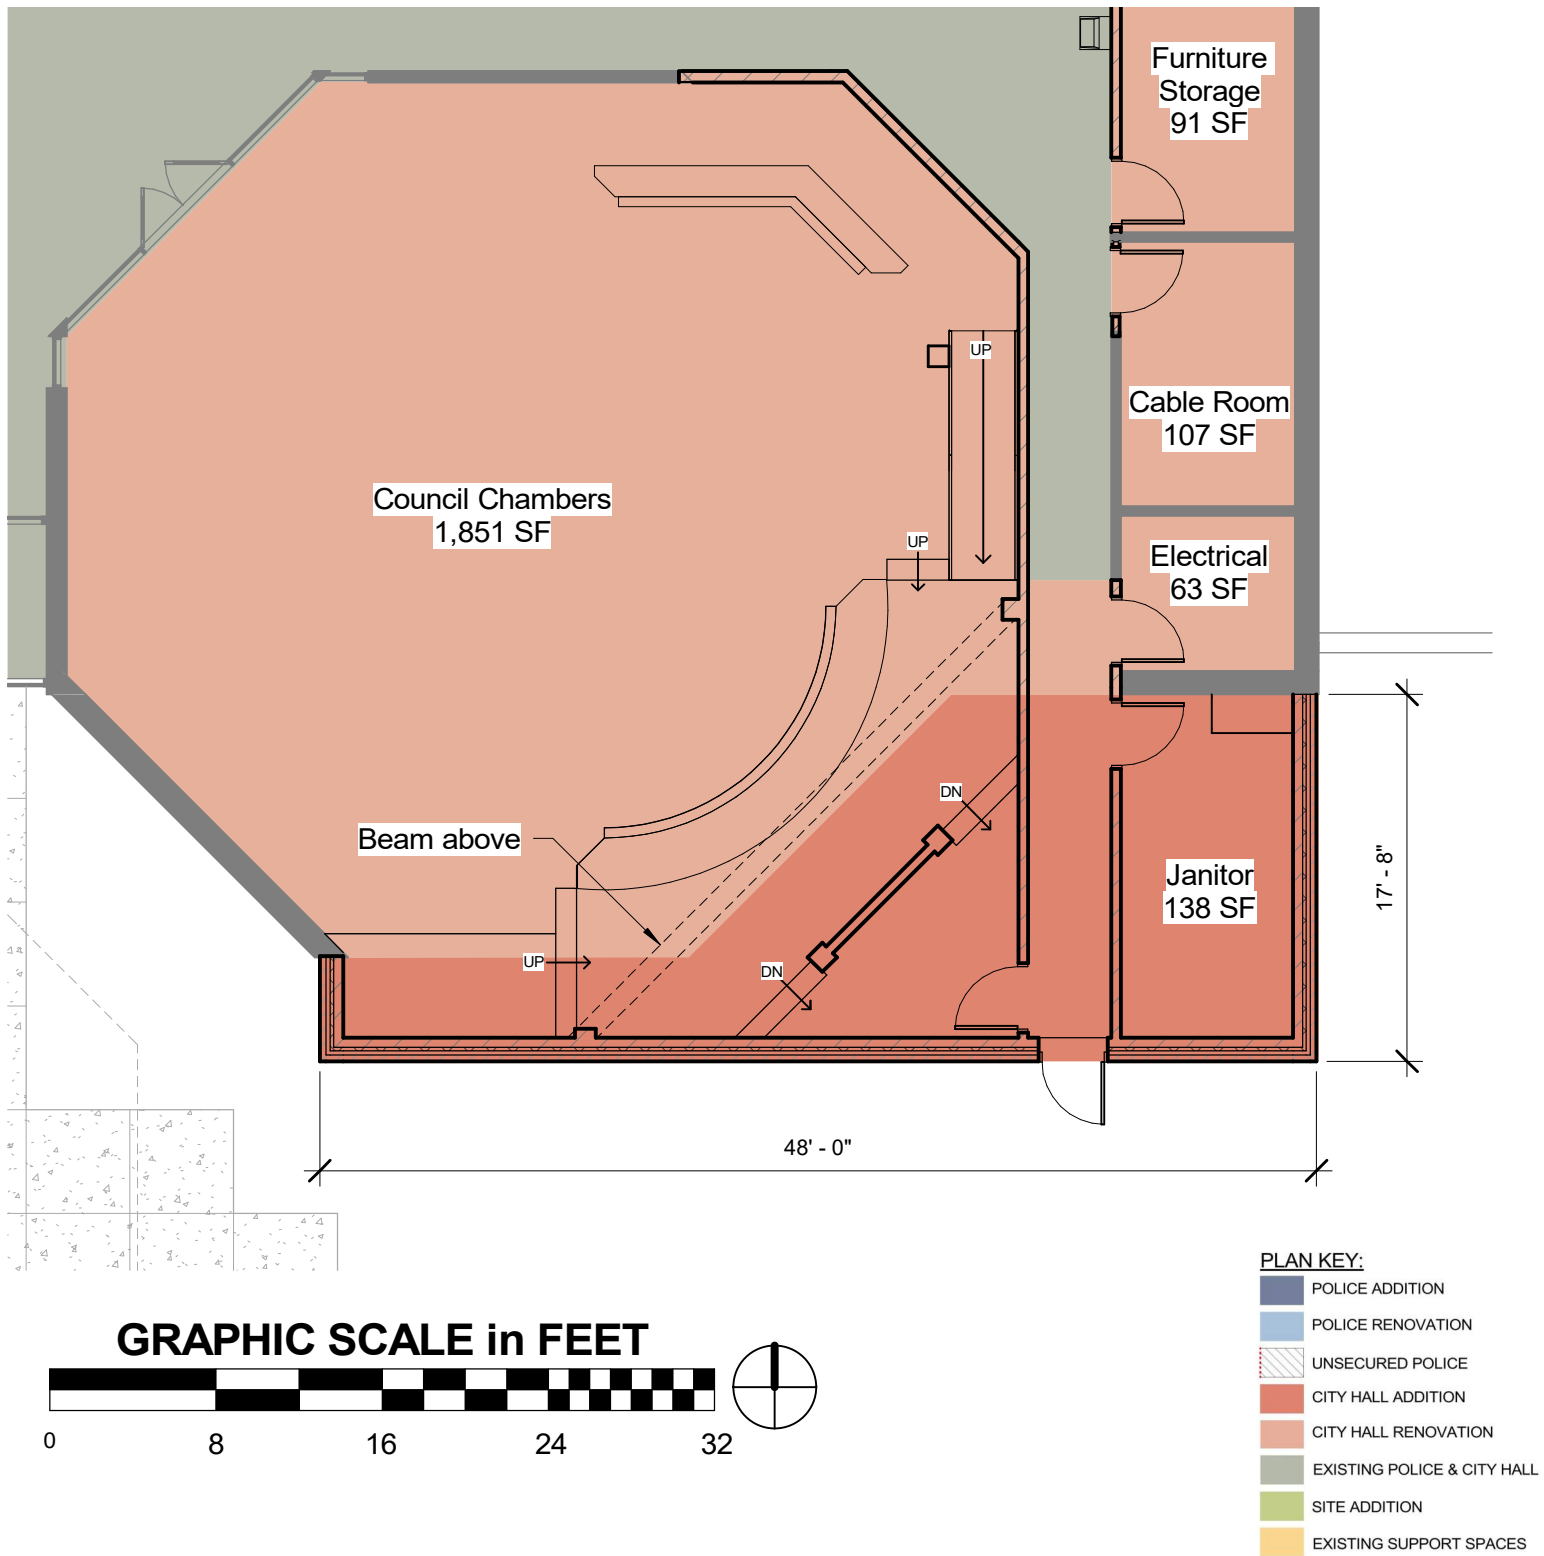 Furniture
Storage
91 SF
UP
Cable Room
107 SF
Council Chambers
1,851 SF
UP
Electrical
63 SF
DN
Beam above
Janitor
138 SF
17' - 8"
UP
DN
48' - 0"
PLAN KEY:
POLICE ADDITION
POLICE RENOVATION
UNSECURED POLICE
CITY HALL ADDITION
CITY HALL RENOVATION
EXISTING POLICE & CITY HALL
SITE ADDITION
EXISTING SUPPORT SPACES
GRAPHIC SCALE in FEET
0 8 16 24 32